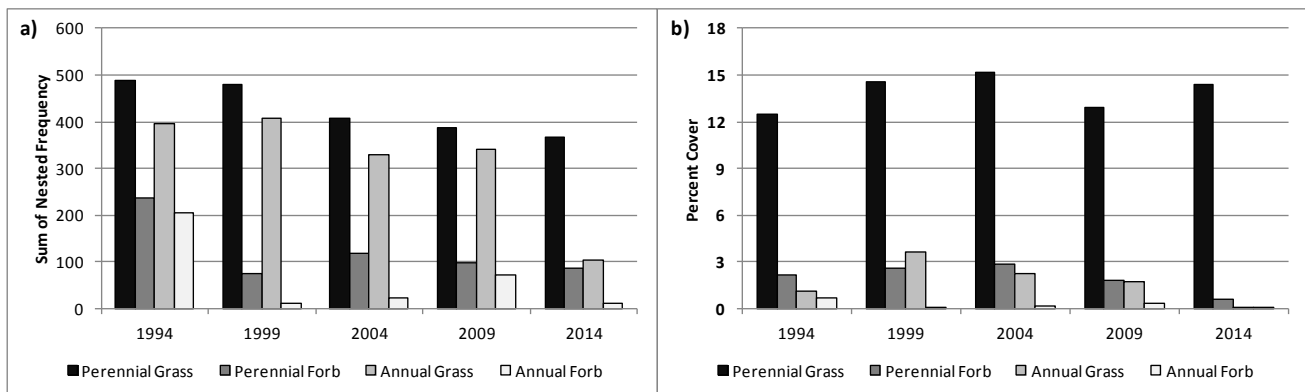 a)
Sum of Nested Frequency
600
500
400
300
200
100
0
1994 1999 2004 2009 2014
Perennial Grass Perennial Forb Annual Grass Annual Forb
b)
Percent Cover
18
15
12
9
6
3
0
1994 1999 2004 2009 2014
Perennial Grass Perennial Forb Annual Grass Annual Forb